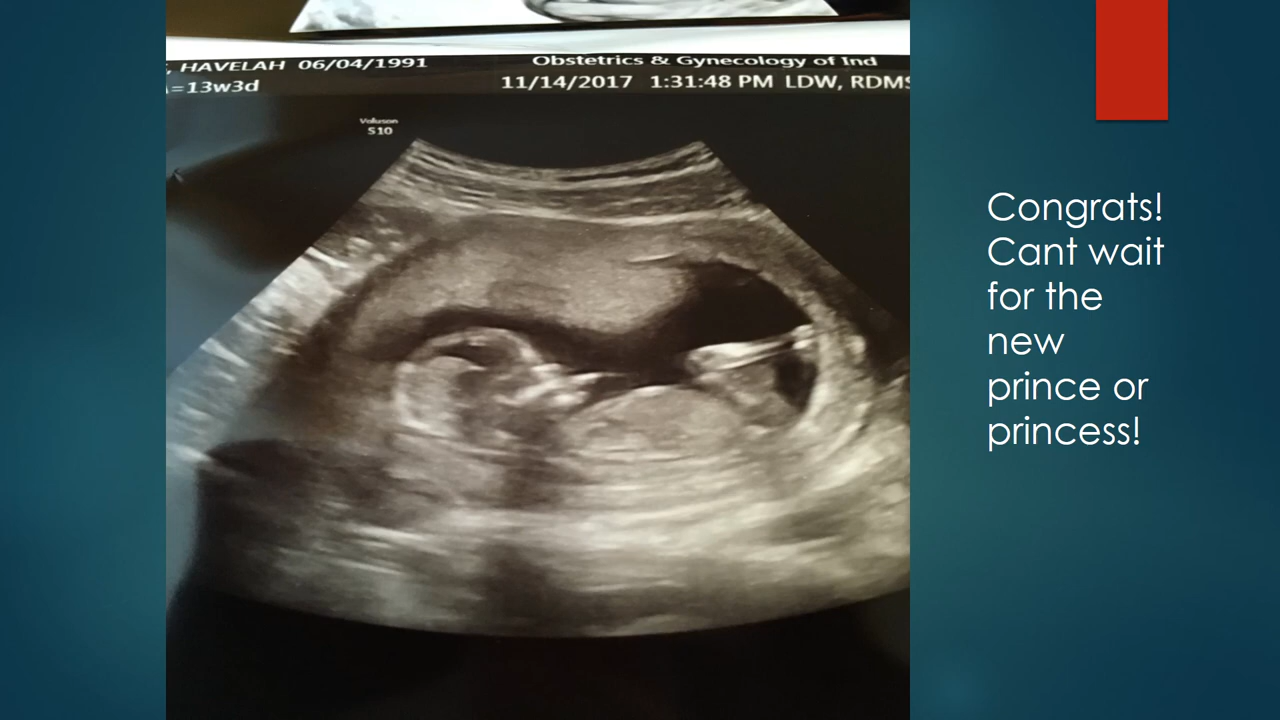 , HAVELAH 06/04/1991
Obstetrics & Gynecology of Ind
=13w3d
11/14/2017 1:31:48 PM LDW, RDMS
Voluson
S10
Congrats!
Cant wait
for the
new
prince or
princess!